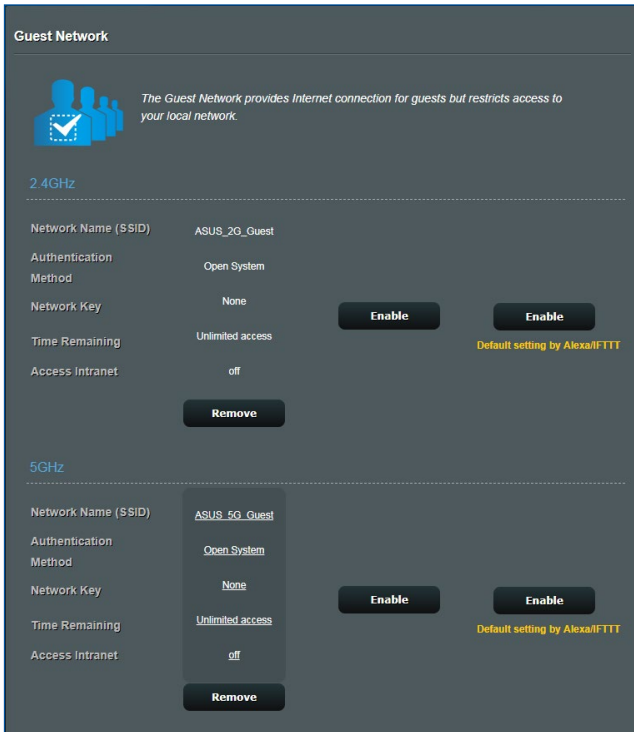 Guest Network
The Guest Network provides Internet connection for guests but restricts access to
your local network.
2.4GHz
Network Name (SSID)
ASUS_2G_Guest
Authentication
Method
Open System
Network Key
None
Enable
Enable
Time Remaining
Unlimited access
Default setting by Alexa/IFTTT
Access Intranet
off
Remove
5GHz
Network Name (SSID)
ASUS_5G_Guest
Authentication
Method
Open System
Network Key
None
Enable
Enable
Time Remaining
Unlimited access
Default setting by Alexa/IFTTT
Access Intranet
off
Remove